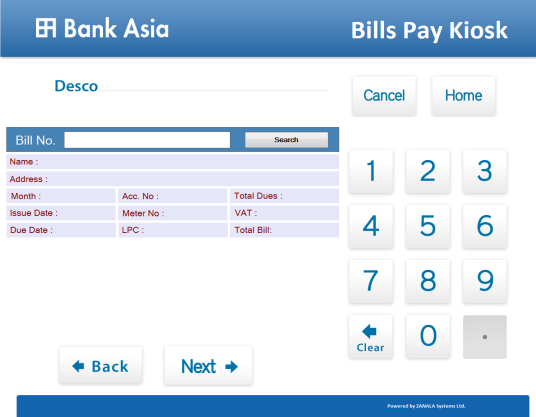 Bank Asia
Bills Pay Kiosk
Desco
Cancel
Home
Bill No.
Search
Name :
Address :
Month :
Acc. No :
Total Dues :
Issue Date :
Meter No :
VAT :
Due Date :
LPC :
Total Bill:
1 2 3
4 5 6
7 8 9
Clear
0 .
Back
Next
Powered by ZANALA Systems Ltd.